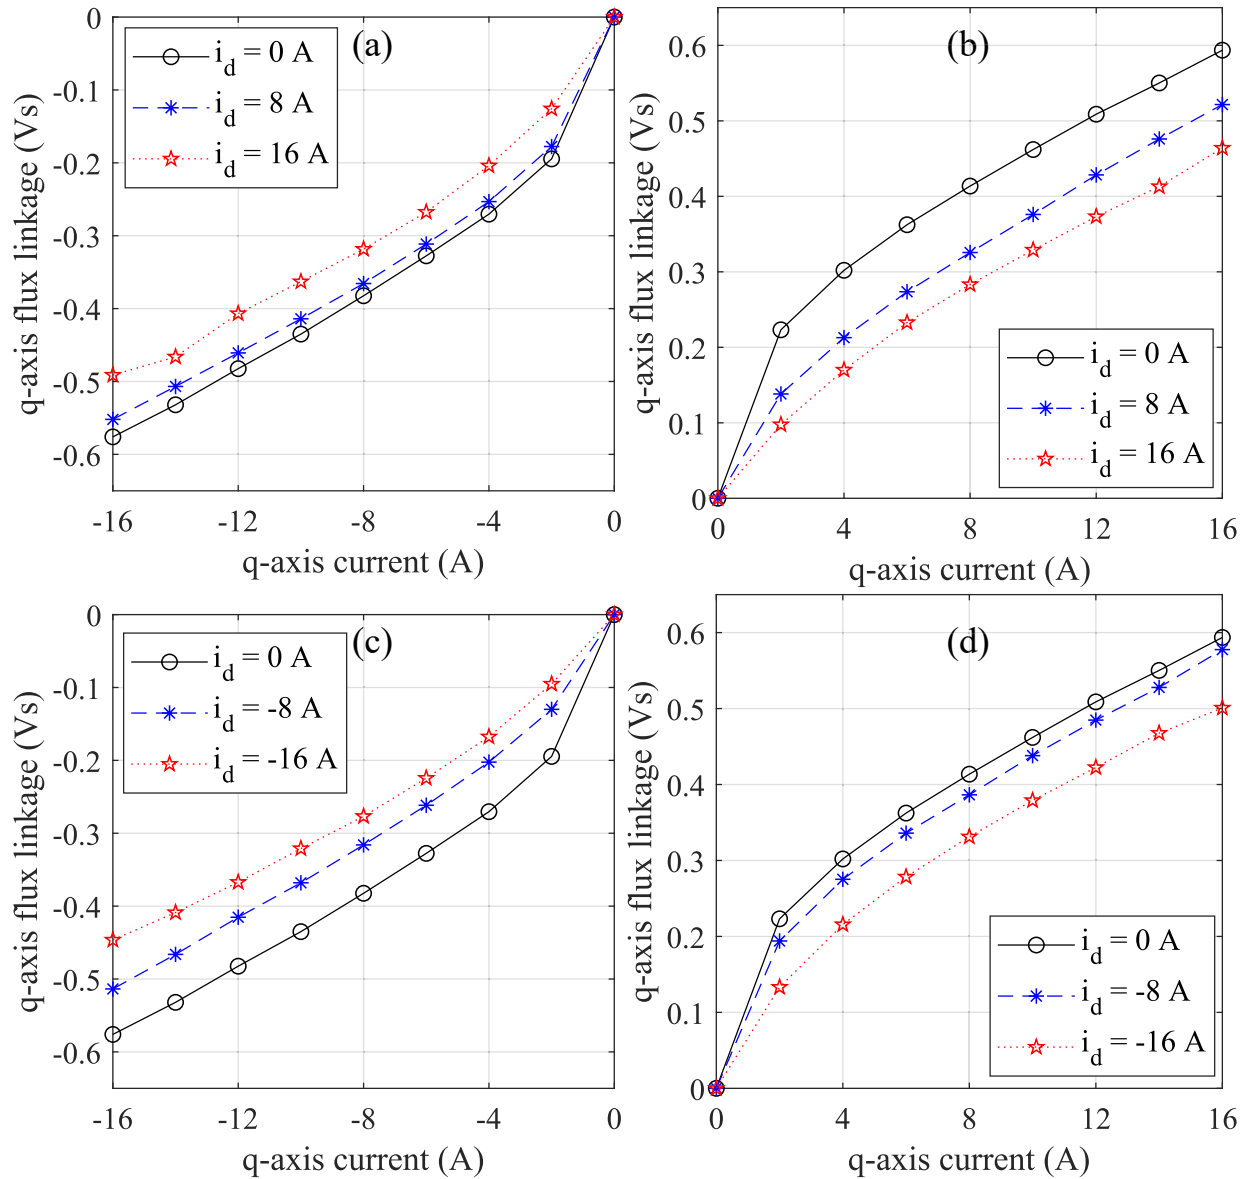 (a)
i_d = 0 A
i_d = 8 A
i_d = 16 A
0
-0.1
-0.2
-0.3
-0.4
-0.5
-0.6
q-axis flux linkage (Vs)
-16 -12 -8 -4 0
q-axis current (A)
(b)
0.6
0.5
0.4
0.3
0.2
0.1
0
q-axis flux linkage (Vs)
i_d = 0 A
i_d = 8 A
i_d = 16 A
0 4 8 12 16
q-axis current (A)
(c)
i_d = 0 A
i_d = -8 A
i_d = -16 A
0
-0.1
-0.2
-0.3
-0.4
-0.5
-0.6
q-axis flux linkage (Vs)
-16 -12 -8 -4 0
q-axis current (A)
(d)
0.6
0.5
0.4
0.3
0.2
0.1
0
q-axis flux linkage (Vs)
i_d = 0 A
i_d = -8 A
i_d = -16 A
0 4 8 12 16
q-axis current (A)